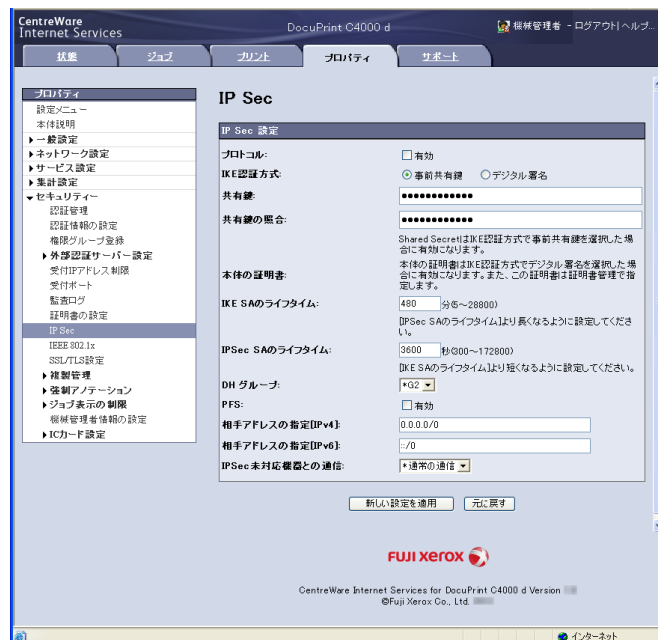 CentreWare
Internet Services
DocuPrint C4000 d
機械管理者 - ログアウト|ヘルプ...
状態
ジョブ
プリント
プロパティ
サポート
プロパティ
設定メニュー
本体説明
一般設定
ネットワーク設定
サービス設定
集計設定
セキュリティー
認証管理
認証情報の設定
権限グループ登録
外部認証サーバー設定
受付IPアドレス制限
受付ポート
監査ログ
証明書の設定
IP Sec
IEEE 802.1x
SSL/TLS設定
複製管理
強制アノテーション
ジョブ表示の制限
機械管理者情報の設定
ICカード設定
IP Sec
IP Sec 設定
プロトコル: 有効
IKE認証方式: 事前共有鍵 デジタル署名
共有鍵: ●●●●●●●●●●●●
共有鍵の照合: ●●●●●●●●●●●●
Shared SecretはIKE認証方式で事前共有鍵を選択した場
合に有効になります。
本体の証明書: 本体の証明書はIKE認証方式でデジタル署名を選択した場
合に有効になります。また、この証明書は証明書管理で指
定します。
IKE SAのライフタイム: 480 分(5～28800)
[IPSec SAのライフタイム]より長くなるように設定してくださ
い。
IPSec SAのライフタイム: 3600 秒(300～172800)
[IKE SAのライフタイム]より短くなるように設定してください。
DH グループ: *G2
PFS: 有効
相手アドレスの指定[IPv4]: 0.0.0.0/0
相手アドレスの指定[IPv6]: ::/0
IPSec未対応機器との通信: *通常の通信
新しい設定を適用 元に戻す
FUJI XEROX
CentreWare Internet Services for DocuPrint C4000 d Version
©Fuji Xerox Co., Ltd.
インターネット